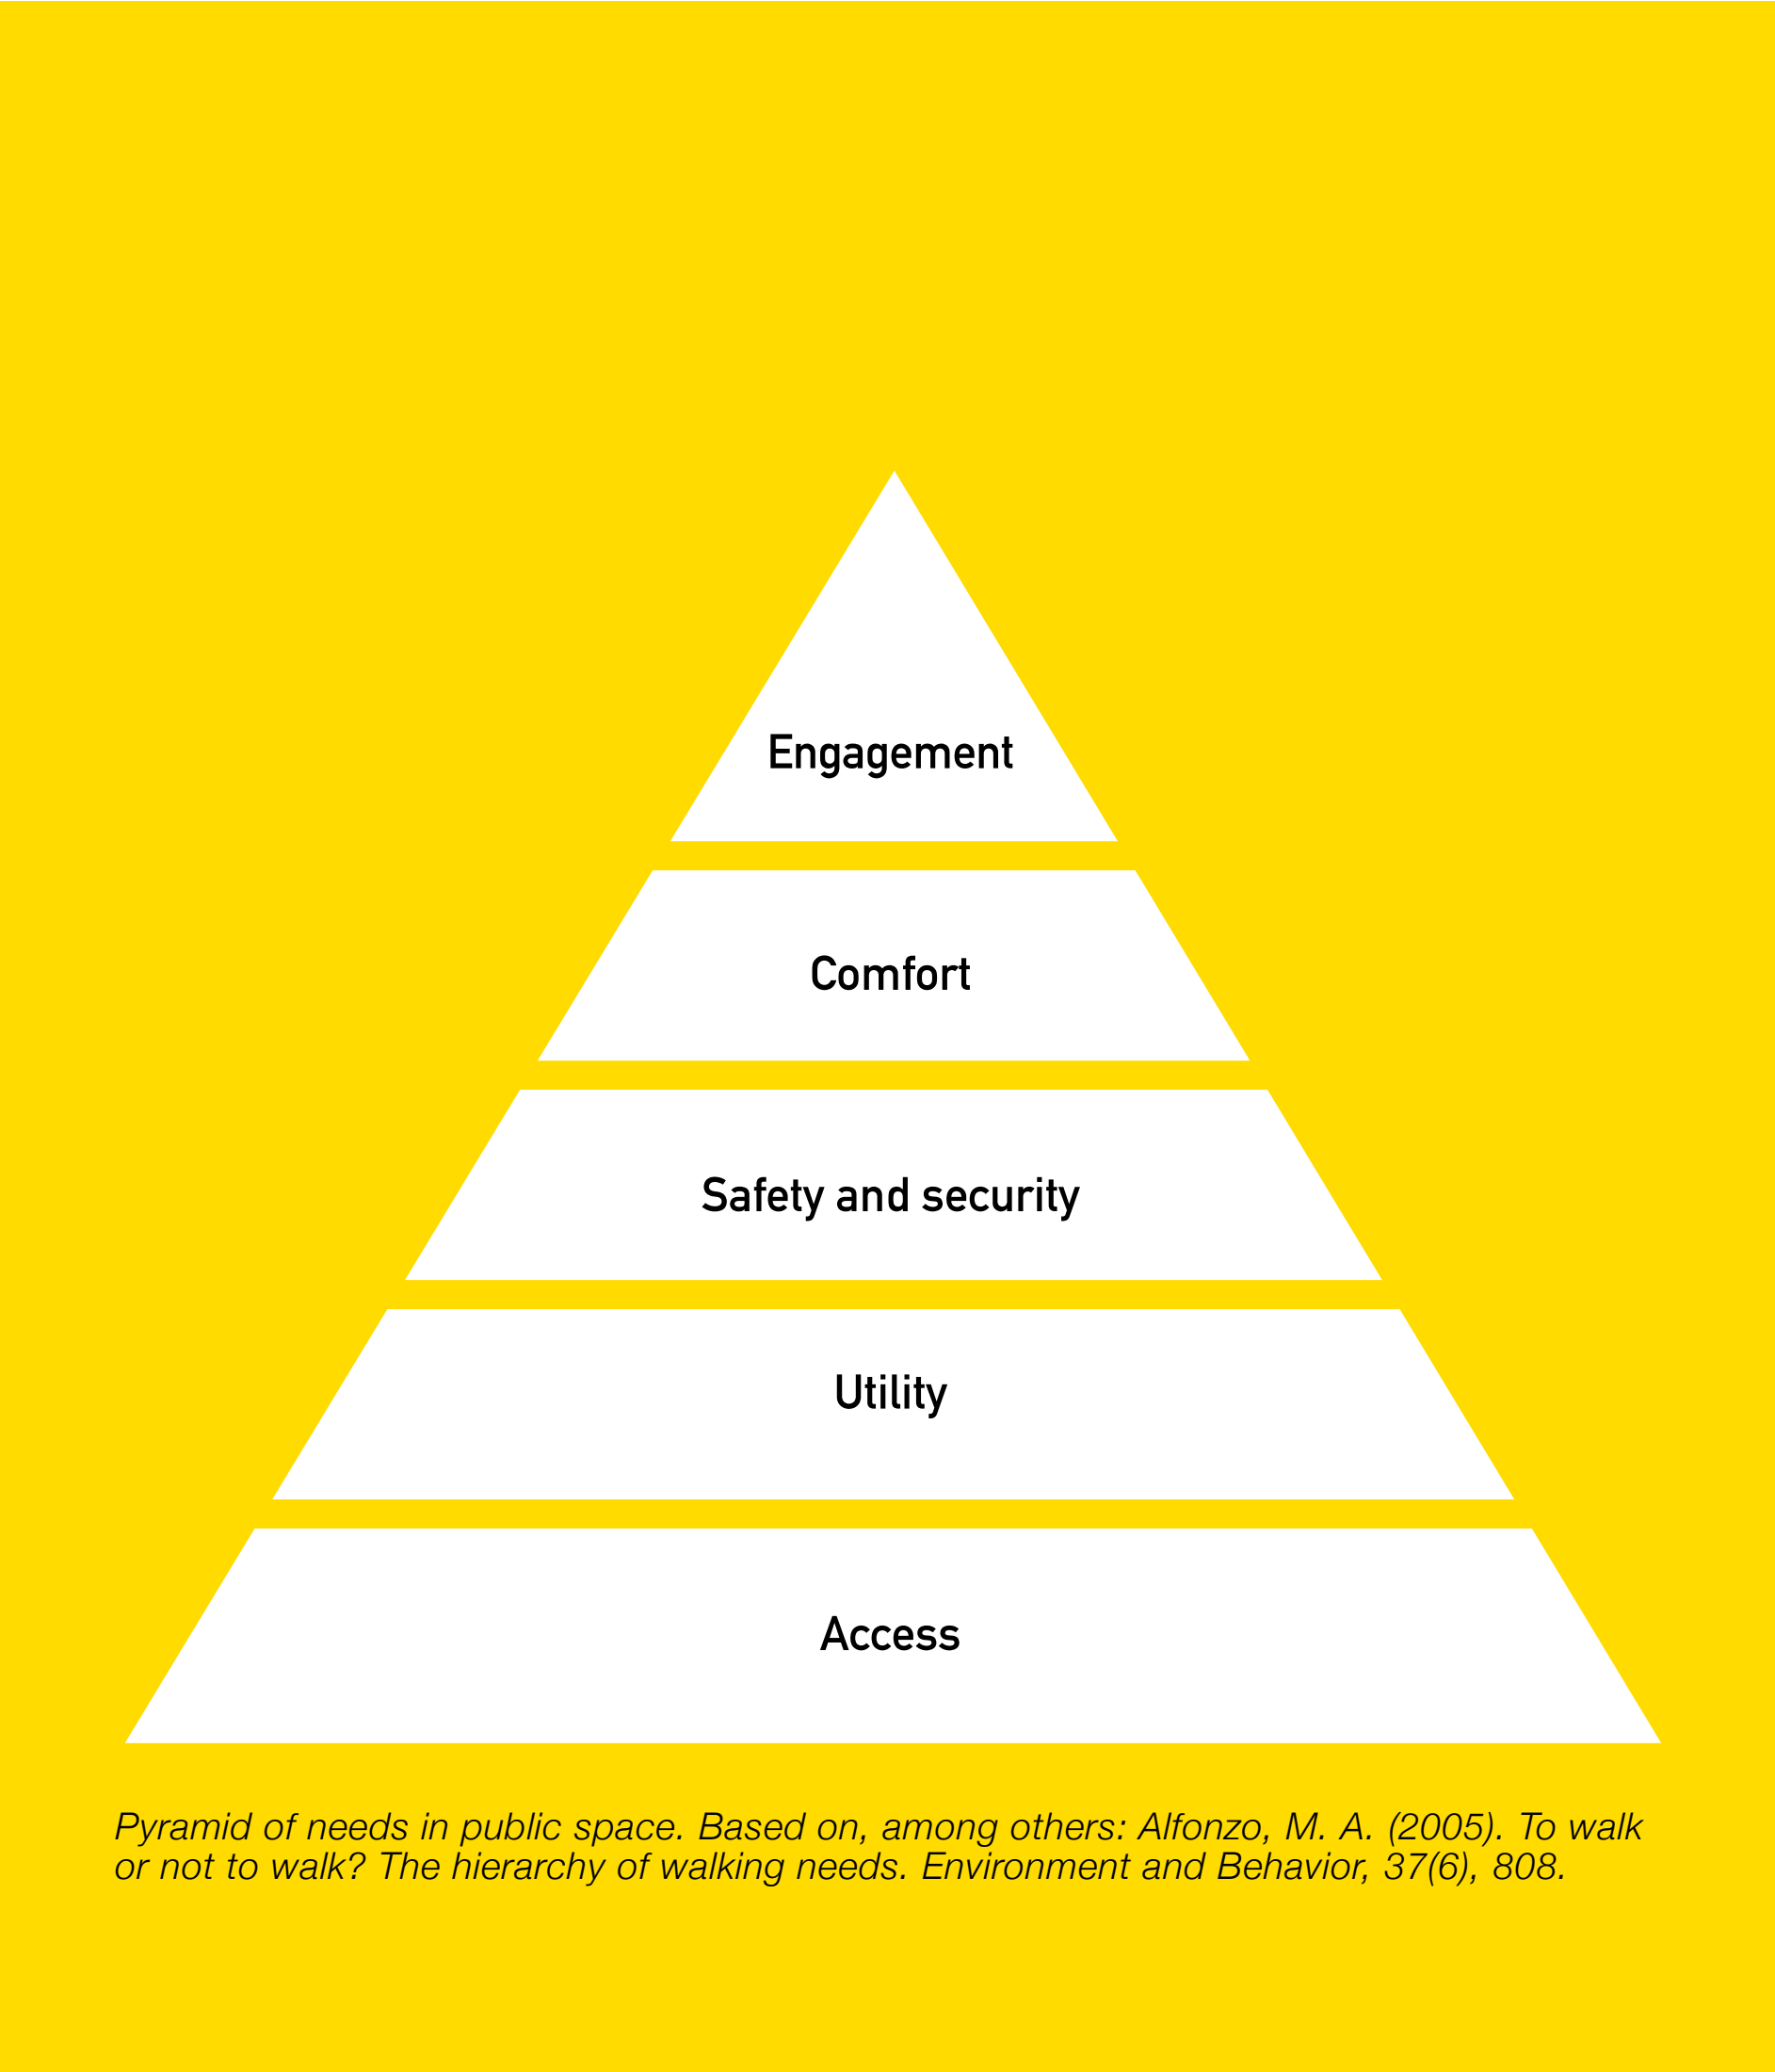 Engagement
Comfort
Safety and security
Utility
Access
Pyramid of needs in public space. Based on, among others: Alfonzo, M. A. (2005). To walk
or not to walk? The hierarchy of walking needs. Environment and Behavior, 37(6), 808.